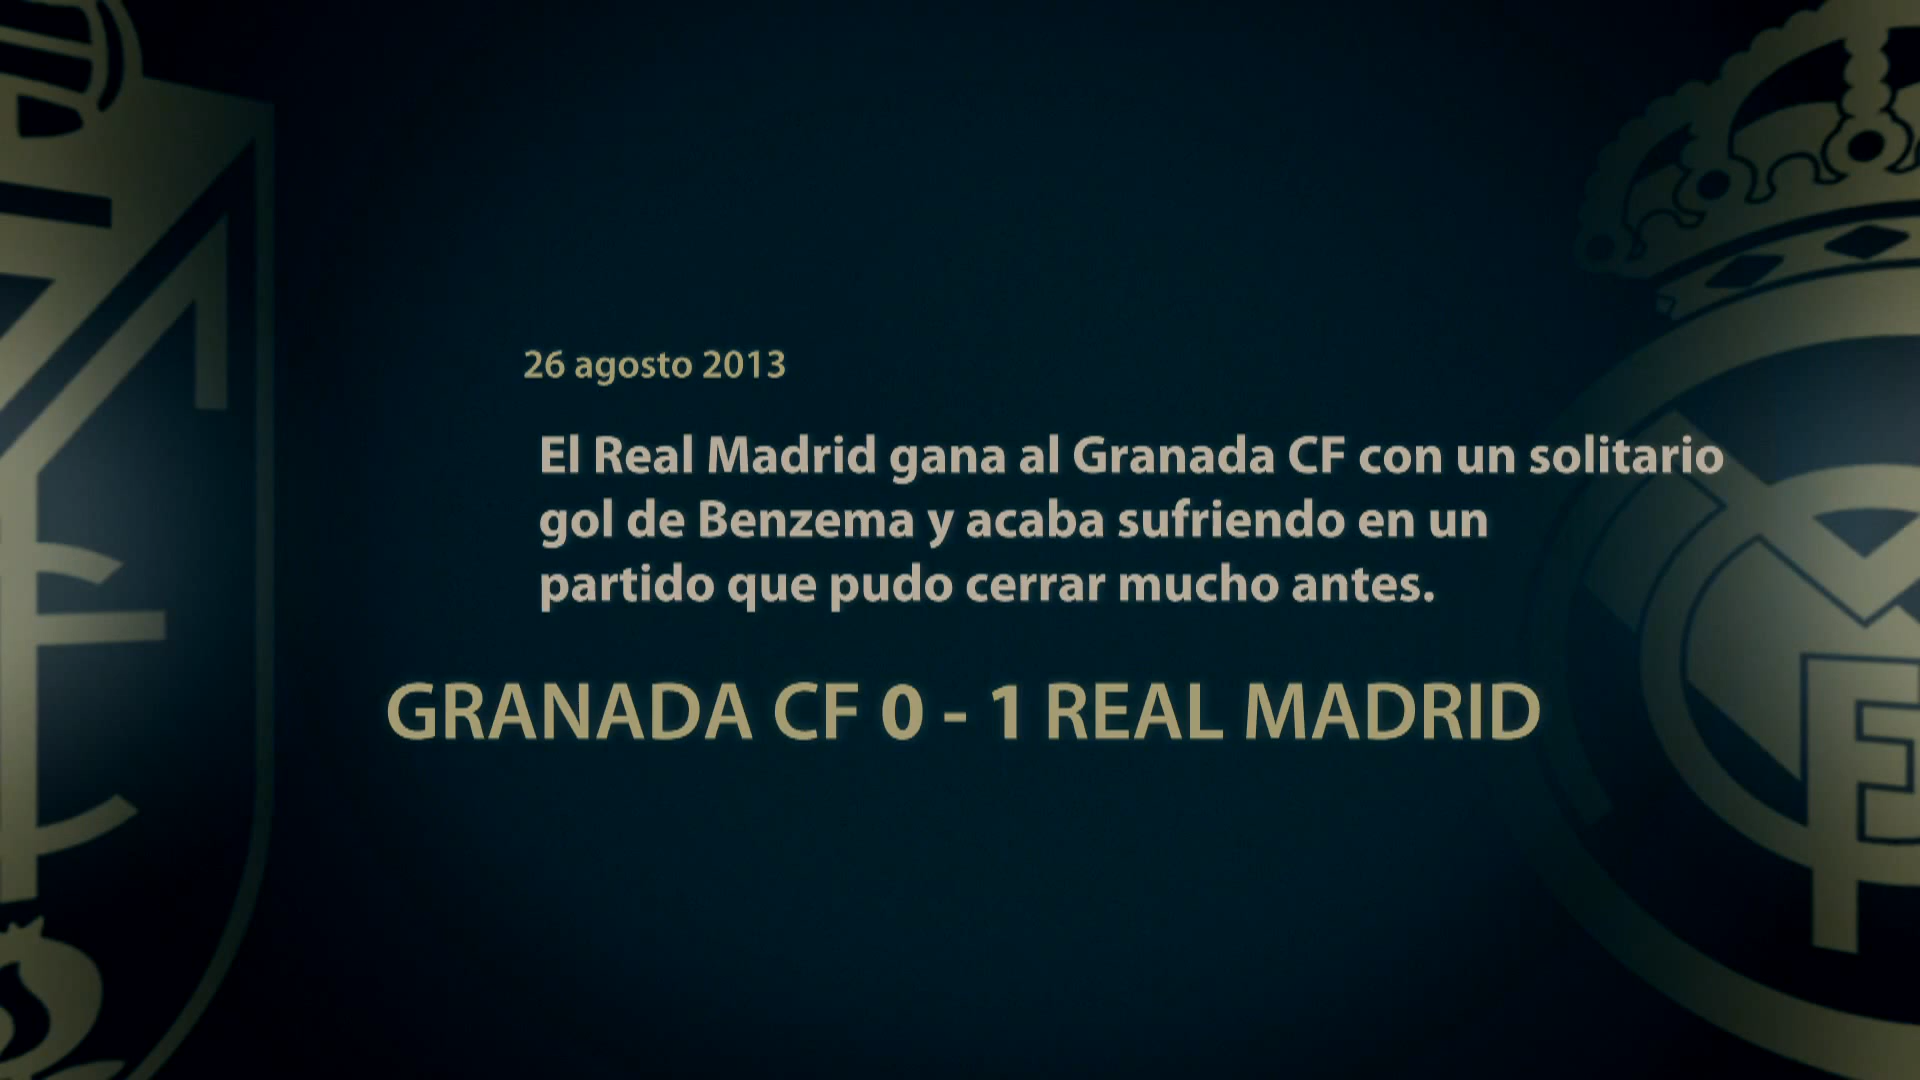 26 agosto 2013
El Real Madrid gana al Granada CF con un solitario
gol de Benzema y acaba sufriendo en un
partido que pudo cerrar mucho antes.
GRANADA CF 0 - 1 REAL MADRID